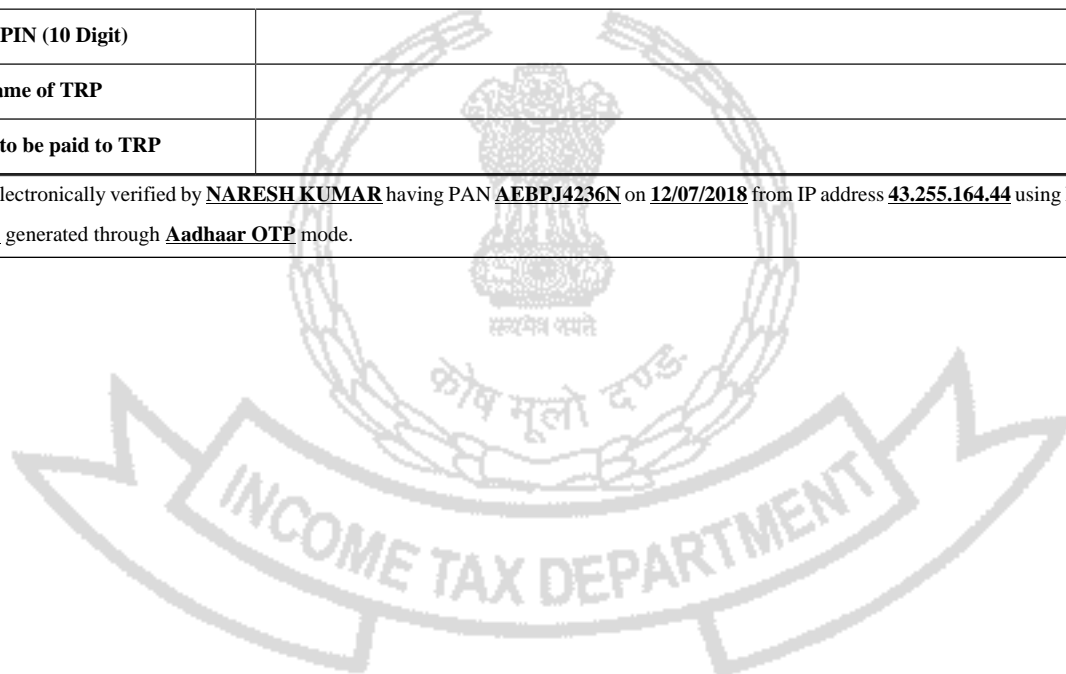 PIN (10 Digit)
ame of TRP
to be paid to TRP
lectronically verified by NARESH KUMAR having PAN AEBPJ4236N on 12/07/2018 from IP address 43.255.164.44 using
generated through Aadhaar OTP mode.
सत्यमेव जयते
कोष मूलो दण्ड:
INCOME TAX DEPARTMENT